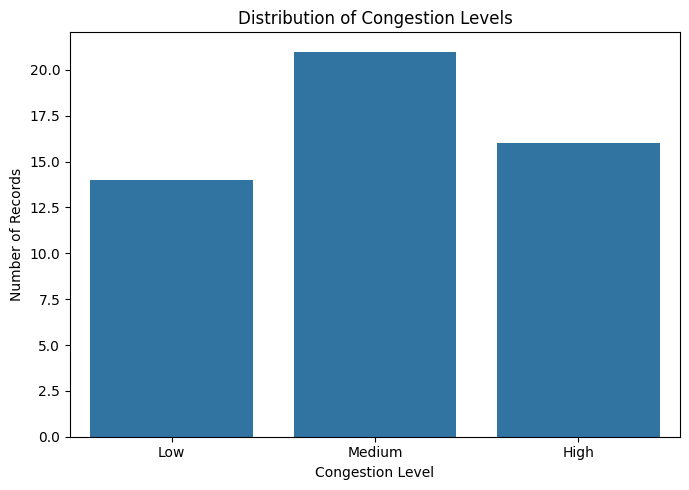 Distribution of Congestion Levels
Number of Records
20.0
17.5
15.0
12.5
10.0
7.5
5.0
2.5
0.0
Low Medium High
Congestion Level